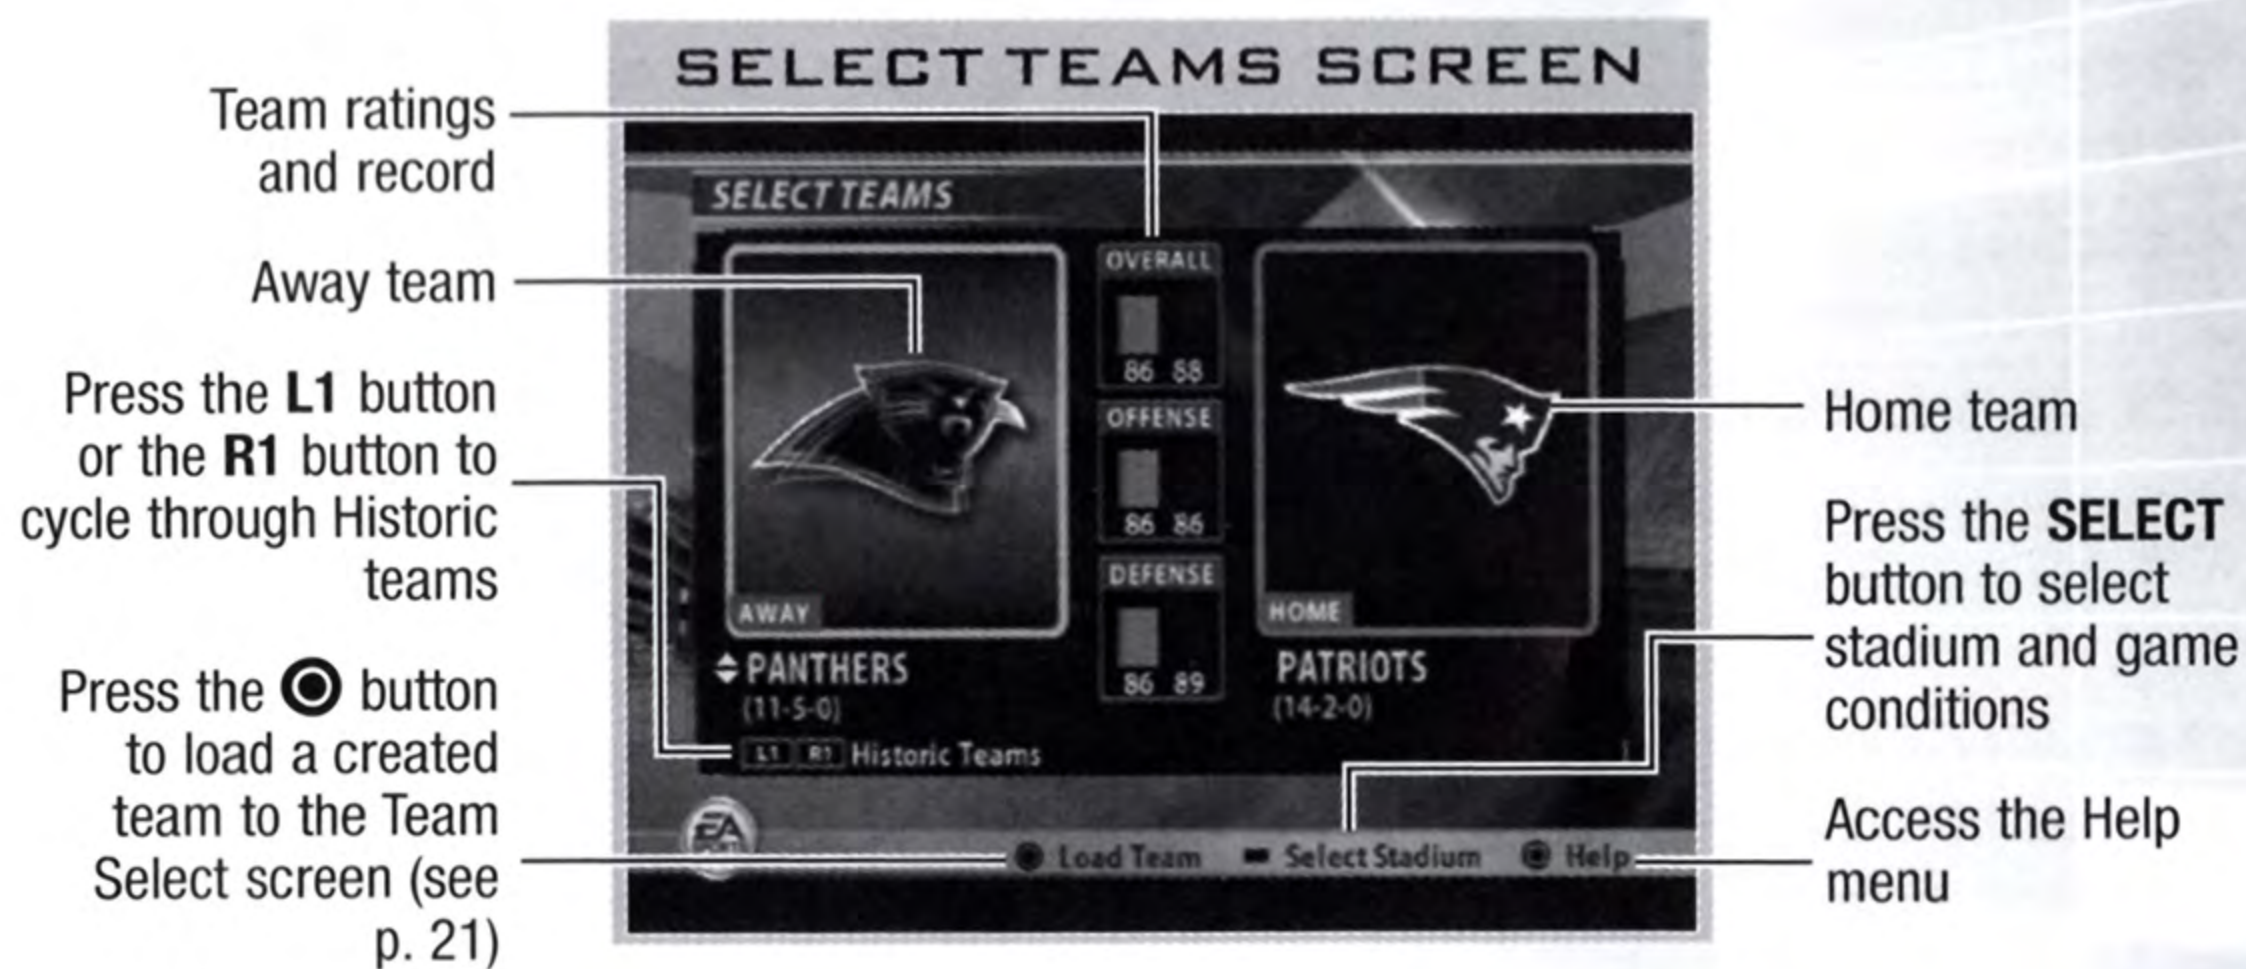 SELECT TEAMS SCREEN
Team ratings
and record
Away team
Press the L1 button
or the R1 button to
cycle through Historic
teams
Press the button
to load a created
team to the Team
Select screen (see
p. 21)
SELECT TEAMS
OVERALL
86 88
OFFENSE
86 86
DEFENSE
86 89
AWAY
PANTHERS
(11-5-0)
HOME
PATRIOTS
(14-2-0)
L1 R1 Historic Teams
EA
Load Team Select Stadium Help
Home team
Press the SELECT
button to select
stadium and game
conditions
Access the Help
menu